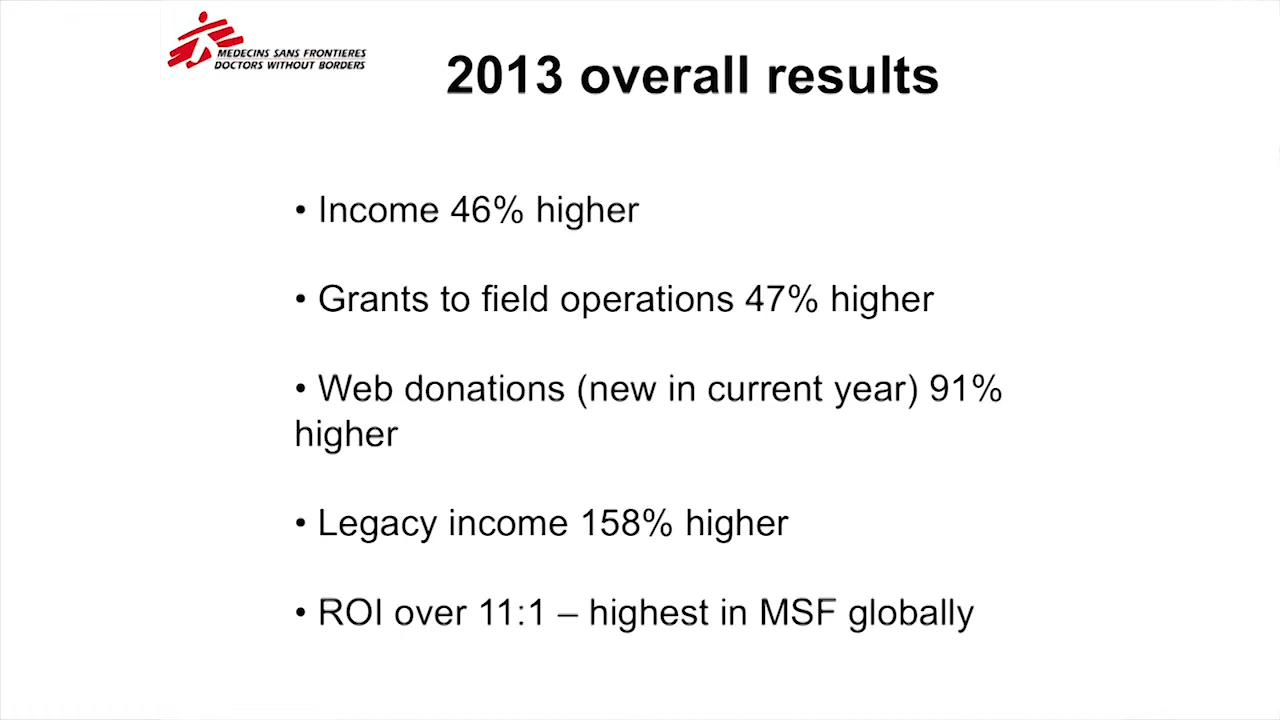 MEDECINS SANS FRONTIERES
DOCTORS WITHOUT BORDERS
2013 overall results
• Income 46% higher
• Grants to field operations 47% higher
• Web donations (new in current year) 91%
higher
• Legacy income 158% higher
• ROI over 11:1 – highest in MSF globally